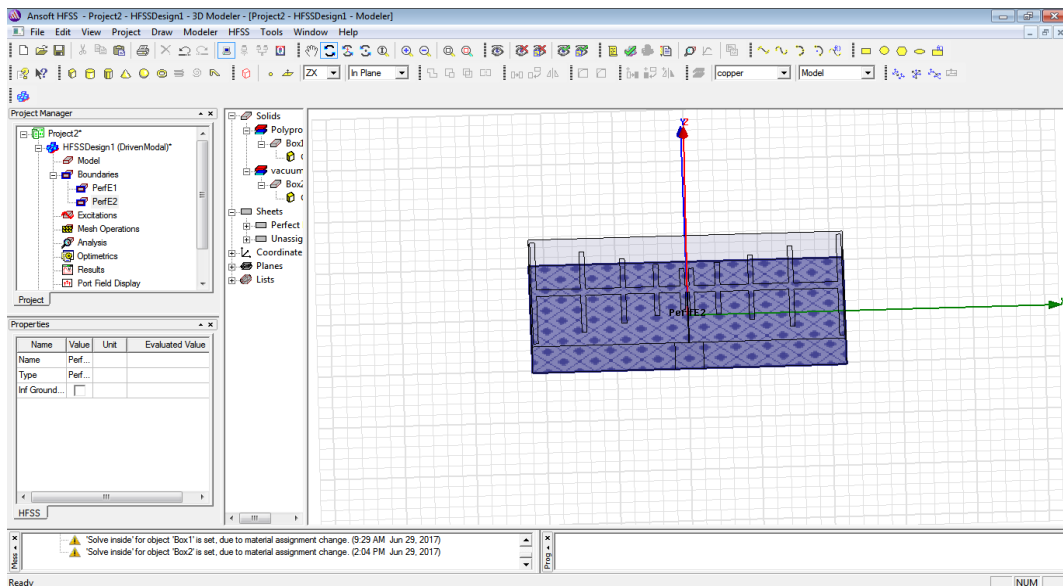 Ansoft HFSS - Project2 - HFSSDesign1 - 3D Modeler - [Project2 - HFSSDesign1 - Modeler]
File Edit View Project Draw Modeler HFSS Tools Window Help
ZX In Plane copper Model
Project Manager
Project2*
HFSSDesign1 (DrivenModal)*
Model
Boundaries
PerfE1
PerfE2
Excitations
Mesh Operations
Analysis
Optimetrics
Results
Port Field Display
Project
Solids
Polypro
Box1
vacuum
Box2
Sheets
Perfect
Unassig
Coordinate
Planes
Lists
Properties
Name Value Unit Evaluated Value
Name Perf...
Type Perf...
Inf Ground...
HFSS
Z
PerfE2
'Solve inside' for object 'Box1' is set, due to material assignment change. (9:29 AM Jun 29, 2017)
'Solve inside' for object 'Box2' is set, due to material assignment change. (2:04 PM Jun 29, 2017)
Ready
NUM